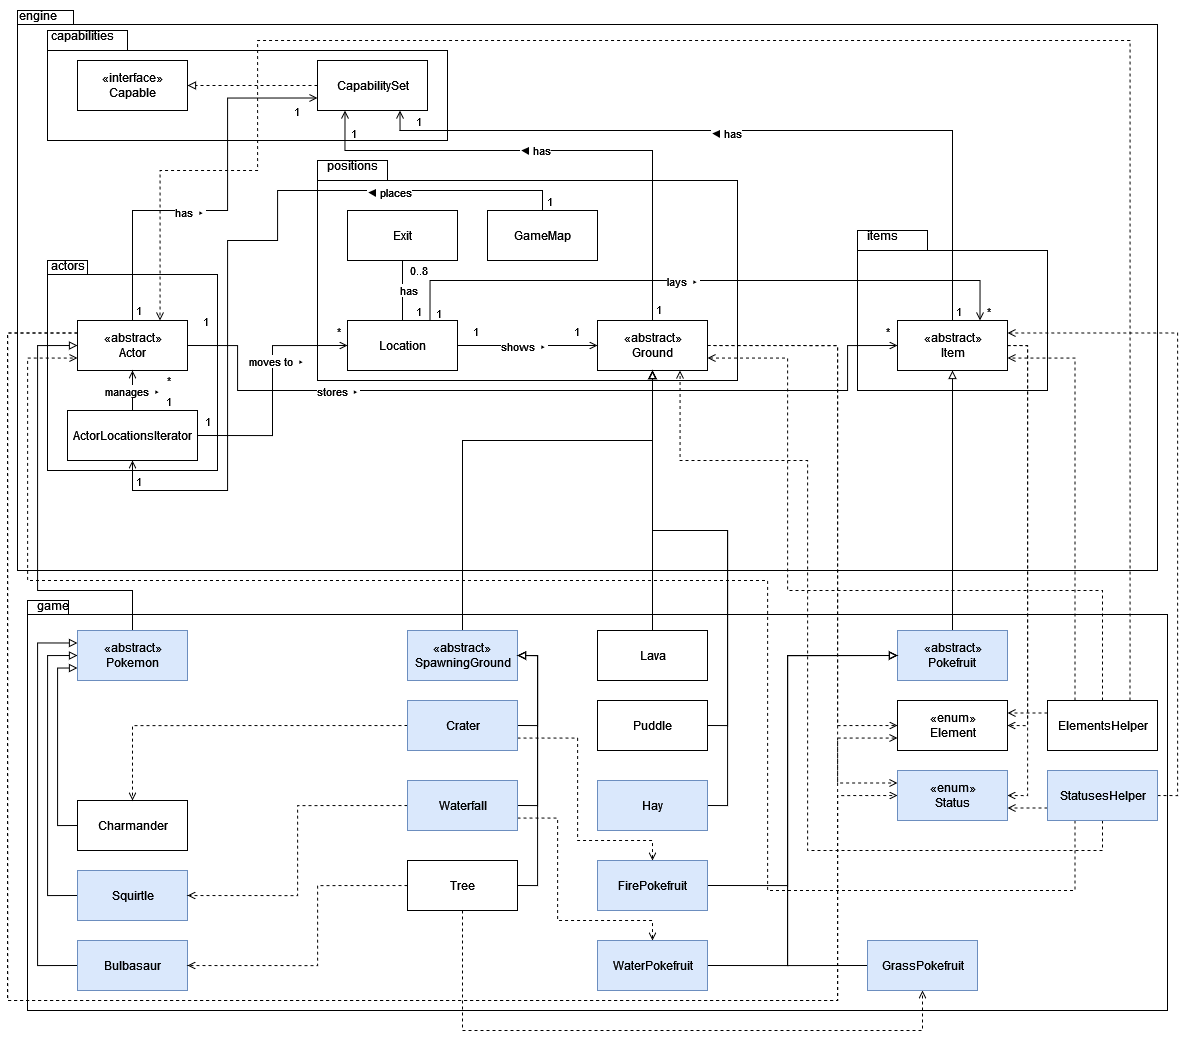 engine
capabilities
«interface»
Capable
CapabilitySet
1
1
1
◀ has
◀ has
positions
◀ places
1
has ▸
Exit
GameMap
items
actors
0..8
lays ▸
has
1
1
*
1
1
1
1
*
«abstract»
Actor
Location
1
shows ▸
1
«abstract»
Ground
*
«abstract»
Item
moves to ▸
*
manages ▸
1
stores ▸
1
ActorLocationsIterator
1
game
«abstract»
Pokemon
«abstract»
SpawningGround
Lava
«abstract»
Pokefruit
Crater
Puddle
«enum»
Element
ElementsHelper
Charmander
Waterfall
Hay
«enum»
Status
StatusesHelper
Squirtle
Tree
FirePokefruit
Bulbasaur
WaterPokefruit
GrassPokefruit